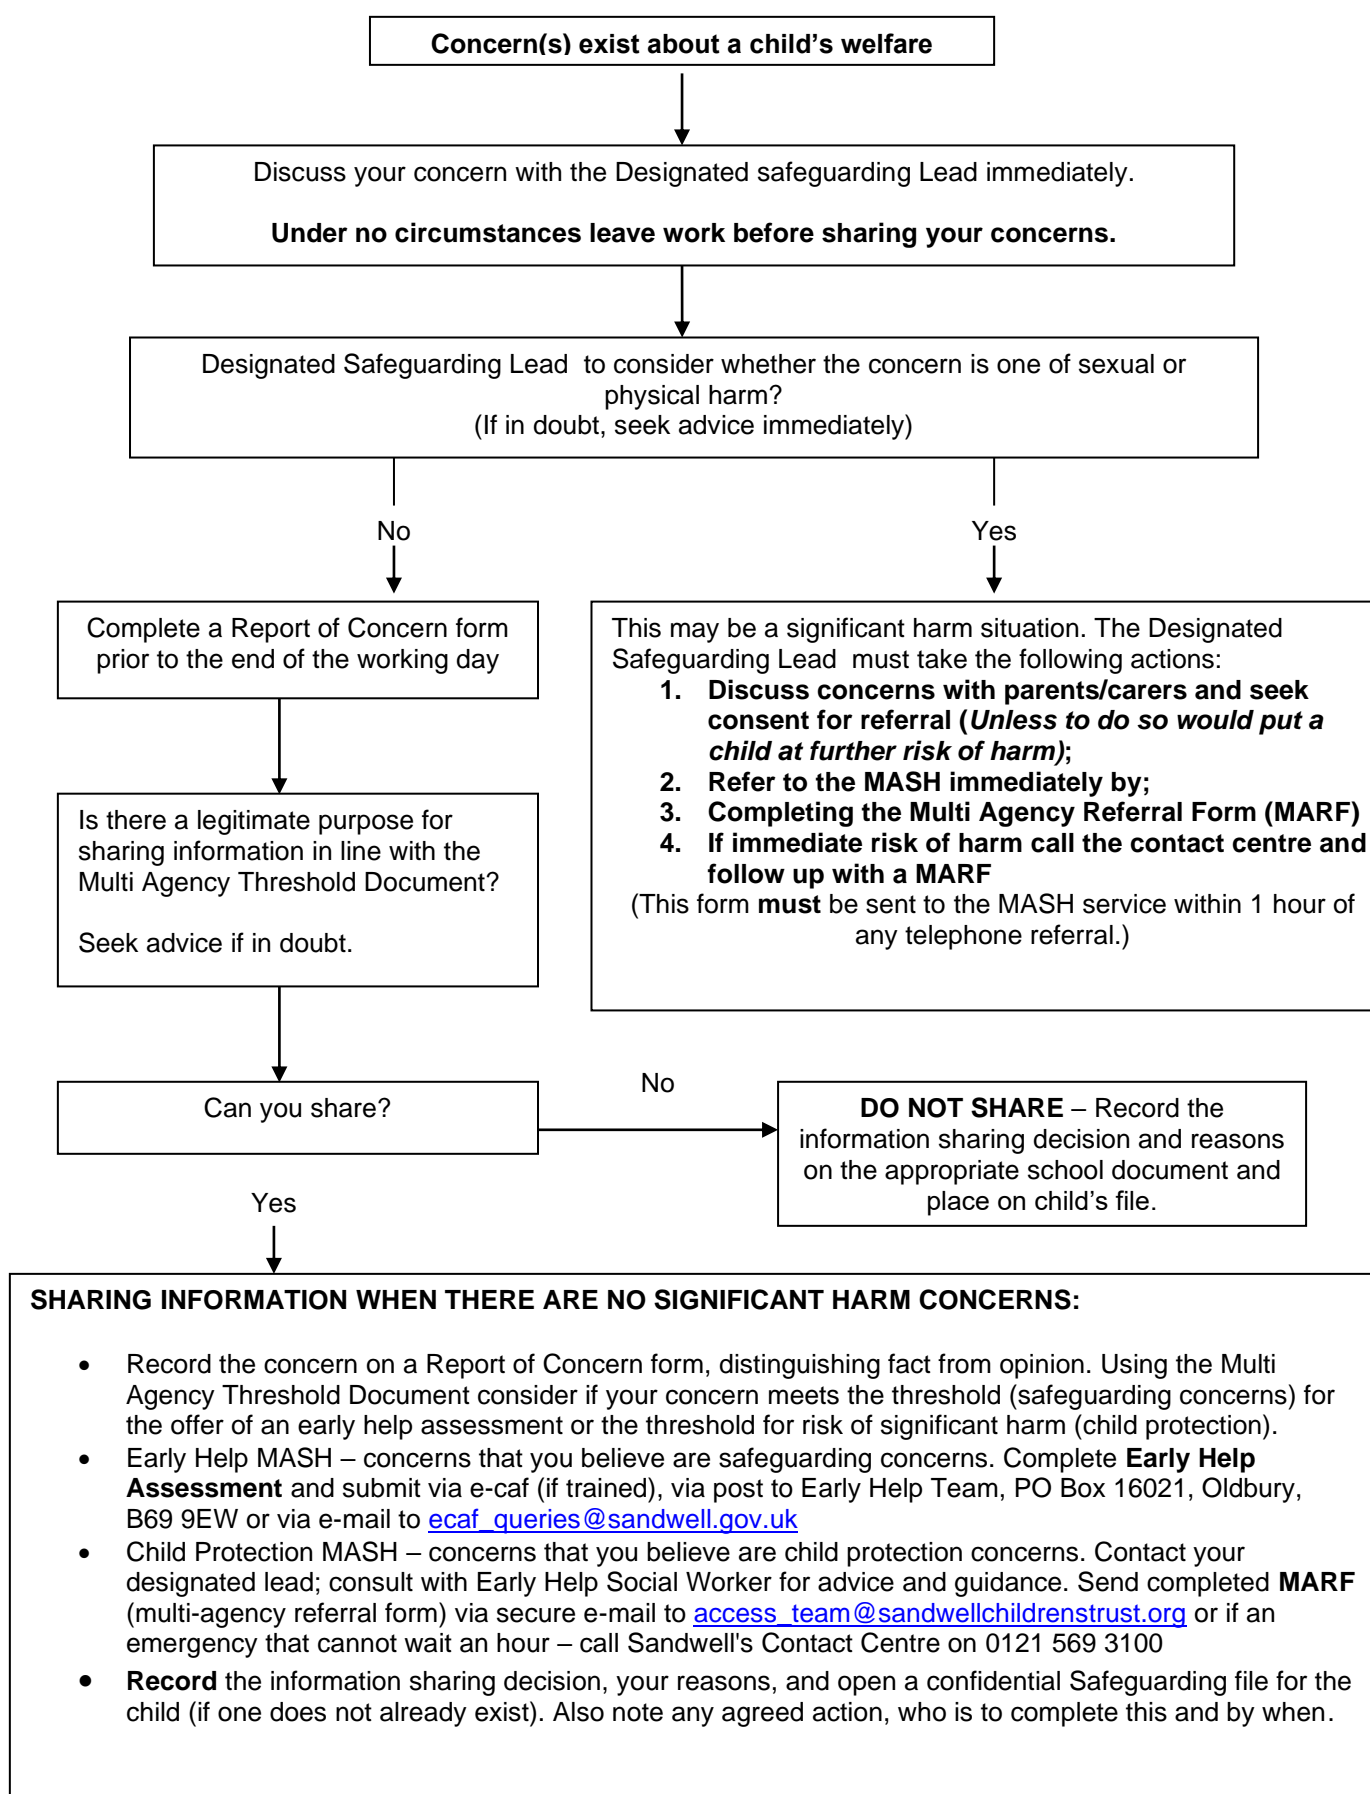 Concern(s) exist about a child’s welfare
Discuss your concern with the Designated safeguarding Lead immediately.
Under no circumstances leave work before sharing your concerns.
Designated Safeguarding Lead  to consider whether the concern is one of sexual or
physical harm?
(If in doubt, seek advice immediately)
No
Yes
Complete a Report of Concern form
prior to the end of the working day
This may be a significant harm situation. The Designated
Safeguarding Lead  must take the following actions:
1. Discuss concerns with parents/carers and seek
consent for referral (Unless to do so would put a
child at further risk of harm);
2. Refer to the MASH immediately by;
3. Completing the Multi Agency Referral Form (MARF)
4. If immediate risk of harm call the contact centre and
follow up with a MARF
(This form must be sent to the MASH service within 1 hour of
any telephone referral.)
Is there a legitimate purpose for
sharing information in line with the
Multi Agency Threshold Document?
Seek advice if in doubt.
Can you share?
No
DO NOT SHARE – Record the
information sharing decision and reasons
on the appropriate school document and
place on child’s file.
Yes
SHARING INFORMATION WHEN THERE ARE NO SIGNIFICANT HARM CONCERNS:
• Record the concern on a Report of Concern form, distinguishing fact from opinion. Using the Multi
Agency Threshold Document consider if your concern meets the threshold (safeguarding concerns) for
the offer of an early help assessment or the threshold for risk of significant harm (child protection).
• Early Help MASH – concerns that you believe are safeguarding concerns. Complete Early Help
Assessment and submit via e-caf (if trained), via post to Early Help Team, PO Box 16021, Oldbury,
B69 9EW or via e-mail to ecaf_queries@sandwell.gov.uk
• Child Protection MASH – concerns that you believe are child protection concerns. Contact your
designated lead; consult with Early Help Social Worker for advice and guidance. Send completed MARF
(multi-agency referral form) via secure e-mail to access_team@sandwellchildrenstrust.org or if an
emergency that cannot wait an hour – call Sandwell's Contact Centre on 0121 569 3100
• Record the information sharing decision, your reasons, and open a confidential Safeguarding file for the
child (if one does not already exist). Also note any agreed action, who is to complete this and by when.